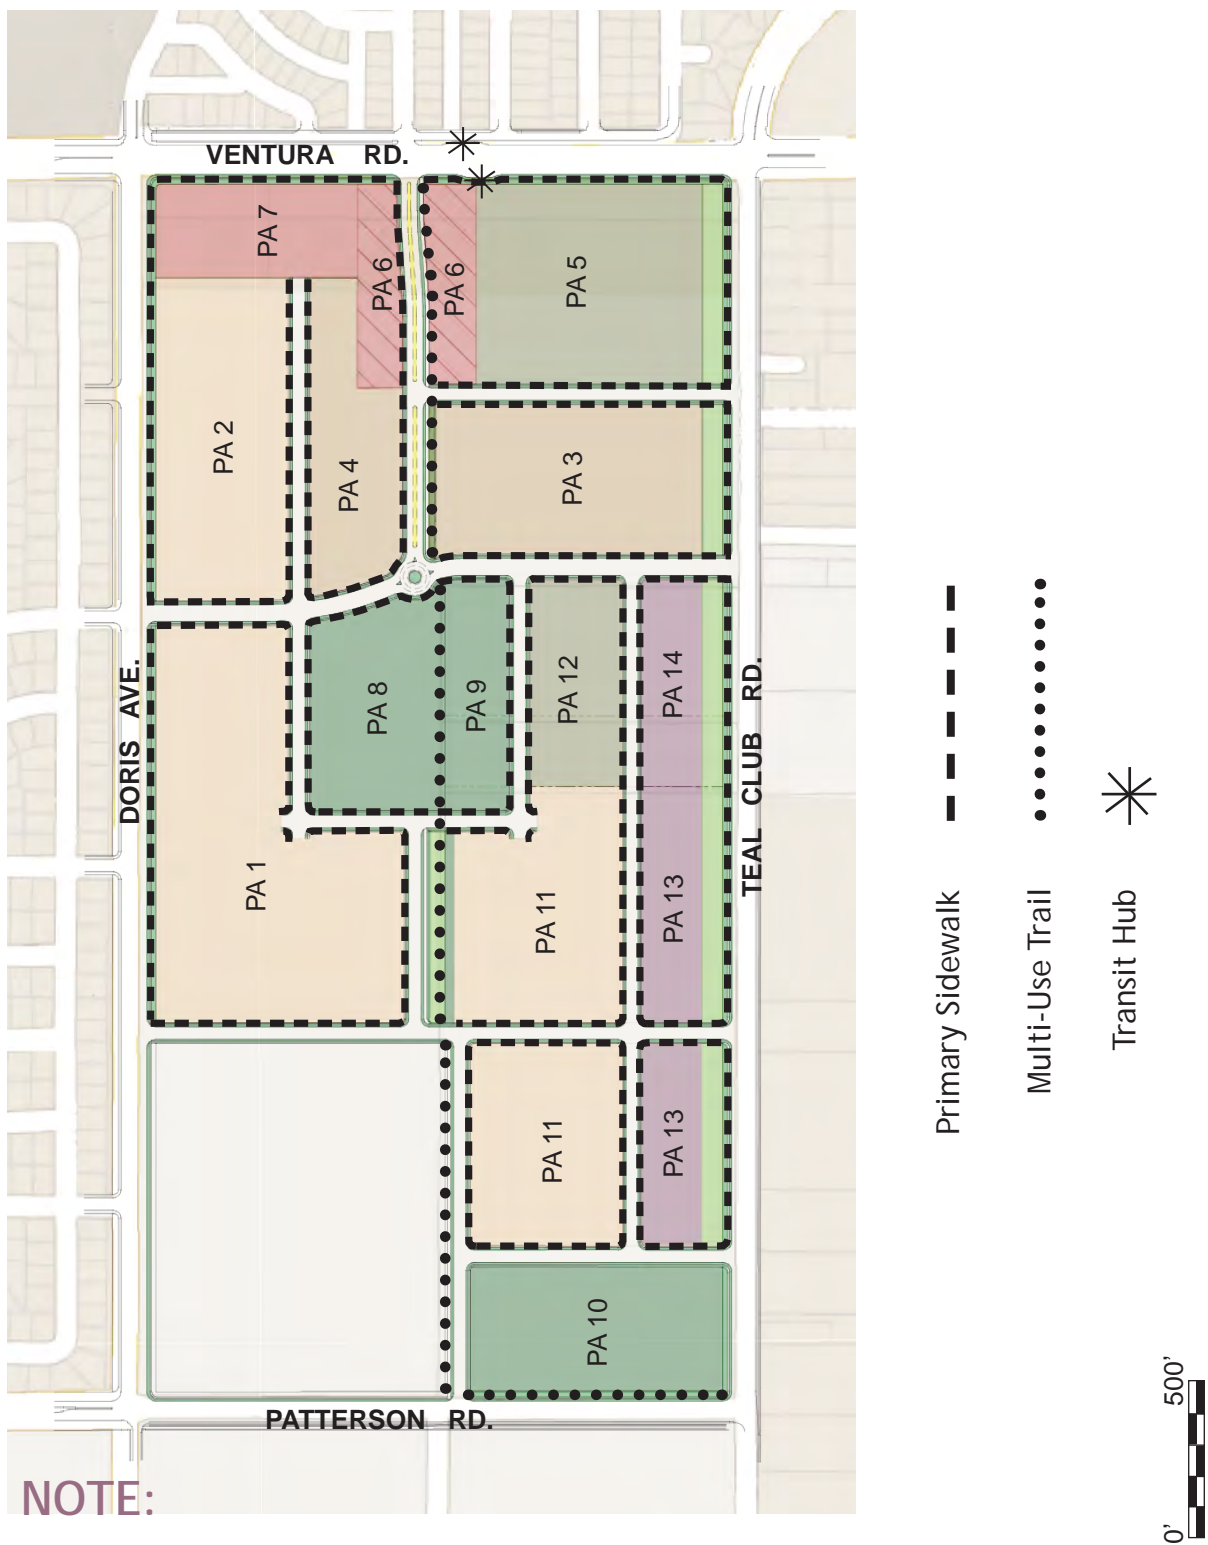 VENTURA RD.
PA 7
PA 6
PA 6
PA 5
PA 2
PA 4
PA 3
DORIS AVE.
PA 8
PA 9
PA 12
PA 14
TEAL CLUB RD.
PA 1
PA 11
PA 13
PA 11
PA 13
PA 10
PATTERSON RD.
NOTE:
Primary Sidewalk
Multi-Use Trail
Transit Hub
0'
500'